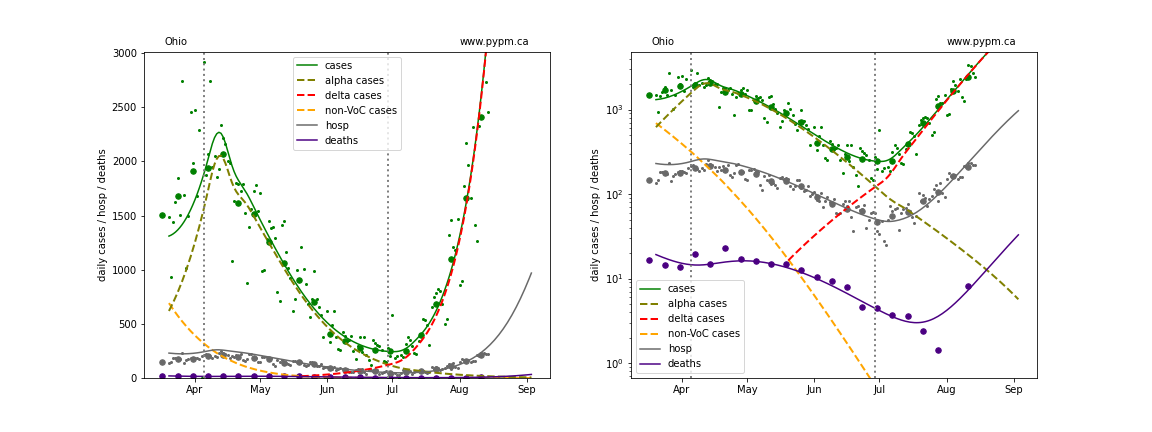 Ohio
www.pypm.ca
3000
2500
2000
1500
1000
500
0
daily cases / hosp / deaths
cases
alpha cases
delta cases
non-VoC cases
hosp
deaths
Apr May Jun Jul Aug Sep
Ohio
www.pypm.ca
10³
10²
10¹
10⁰
daily cases / hosp / deaths
cases
alpha cases
delta cases
non-VoC cases
hosp
deaths
Apr May Jun Jul Aug Sep